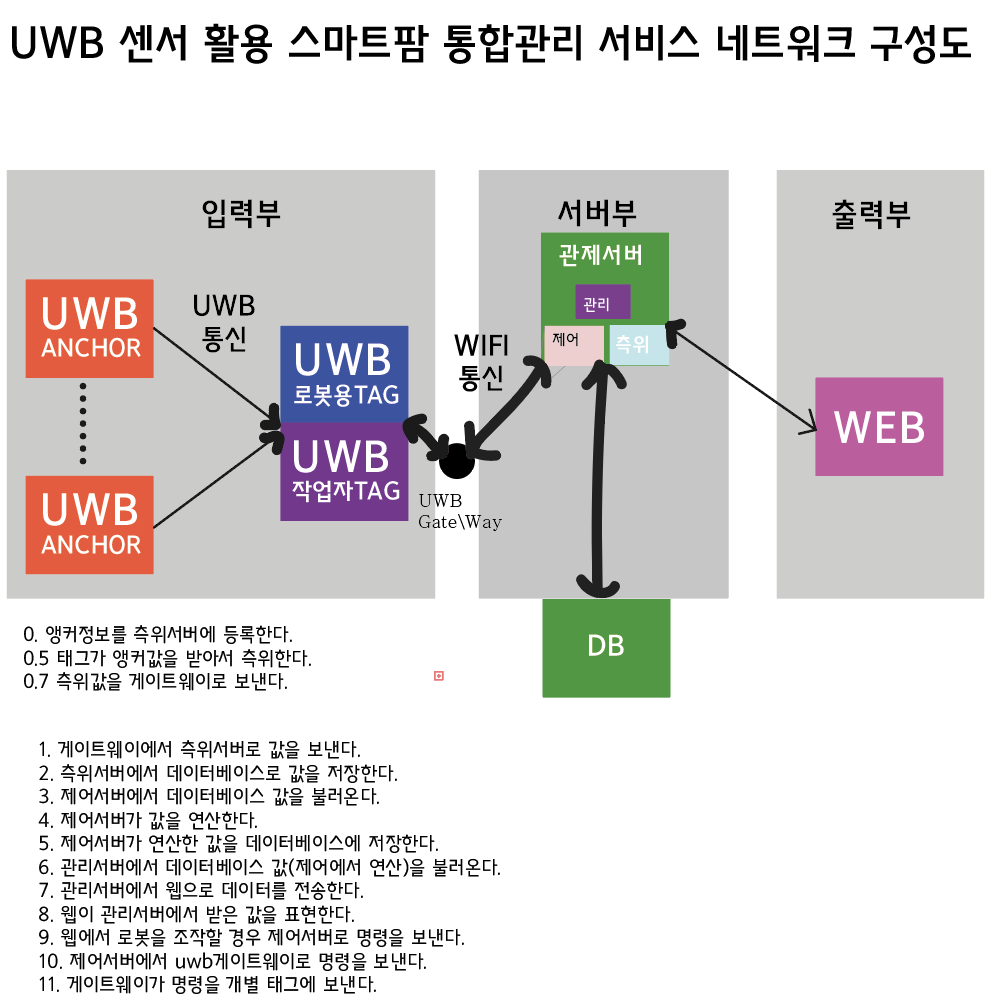 UWB 센서 활용 스마트팜 통합관리 서비스 네트워크 구성도
입력부
UWB
ANCHOR
UWB
통신
UWB
로봇용TAG
UWB
작업자TAG
UWB
ANCHOR
WIFI
통신
UWB
Gate\Way
서버부
관제서버
관리
제어
측위
DB
출력부
WEB
0. 앵커정보를 측위서버에 등록한다.
0.5 태그가 앵커값을 받아서 측위한다.
0.7 측위값을 게이트웨이로 보낸다.
1. 게이트웨이에서 측위서버로 값을 보낸다.
2. 측위서버에서 데이터베이스로 값을 저장한다.
3. 제어서버에서 데이터베이스 값을 불러온다.
4. 제어서버가 값을 연산한다.
5. 제어서버가 연산한 값을 데이터베이스에 저장한다.
6. 관리서버에서 데이터베이스 값(제어에서 연산)을 불러온다.
7. 관리서버에서 웹으로 데이터를 전송한다.
8. 웹이 관리서버에서 받은 값을 표현한다.
9. 웹에서 로봇을 조작할 경우 제어서버로 명령을 보낸다.
10. 제어서버에서 uwb게이트웨이로 명령을 보낸다.
11. 게이트웨이가 명령을 개별 태그에 보낸다.